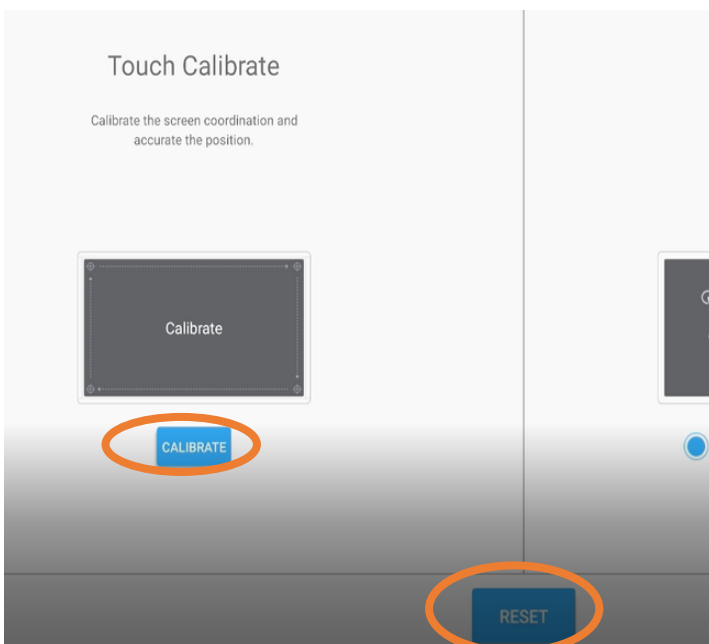 Touch Calibrate
Calibrate the screen coordination and
accurate the position.
Calibrate
CALIBRATE
RESET